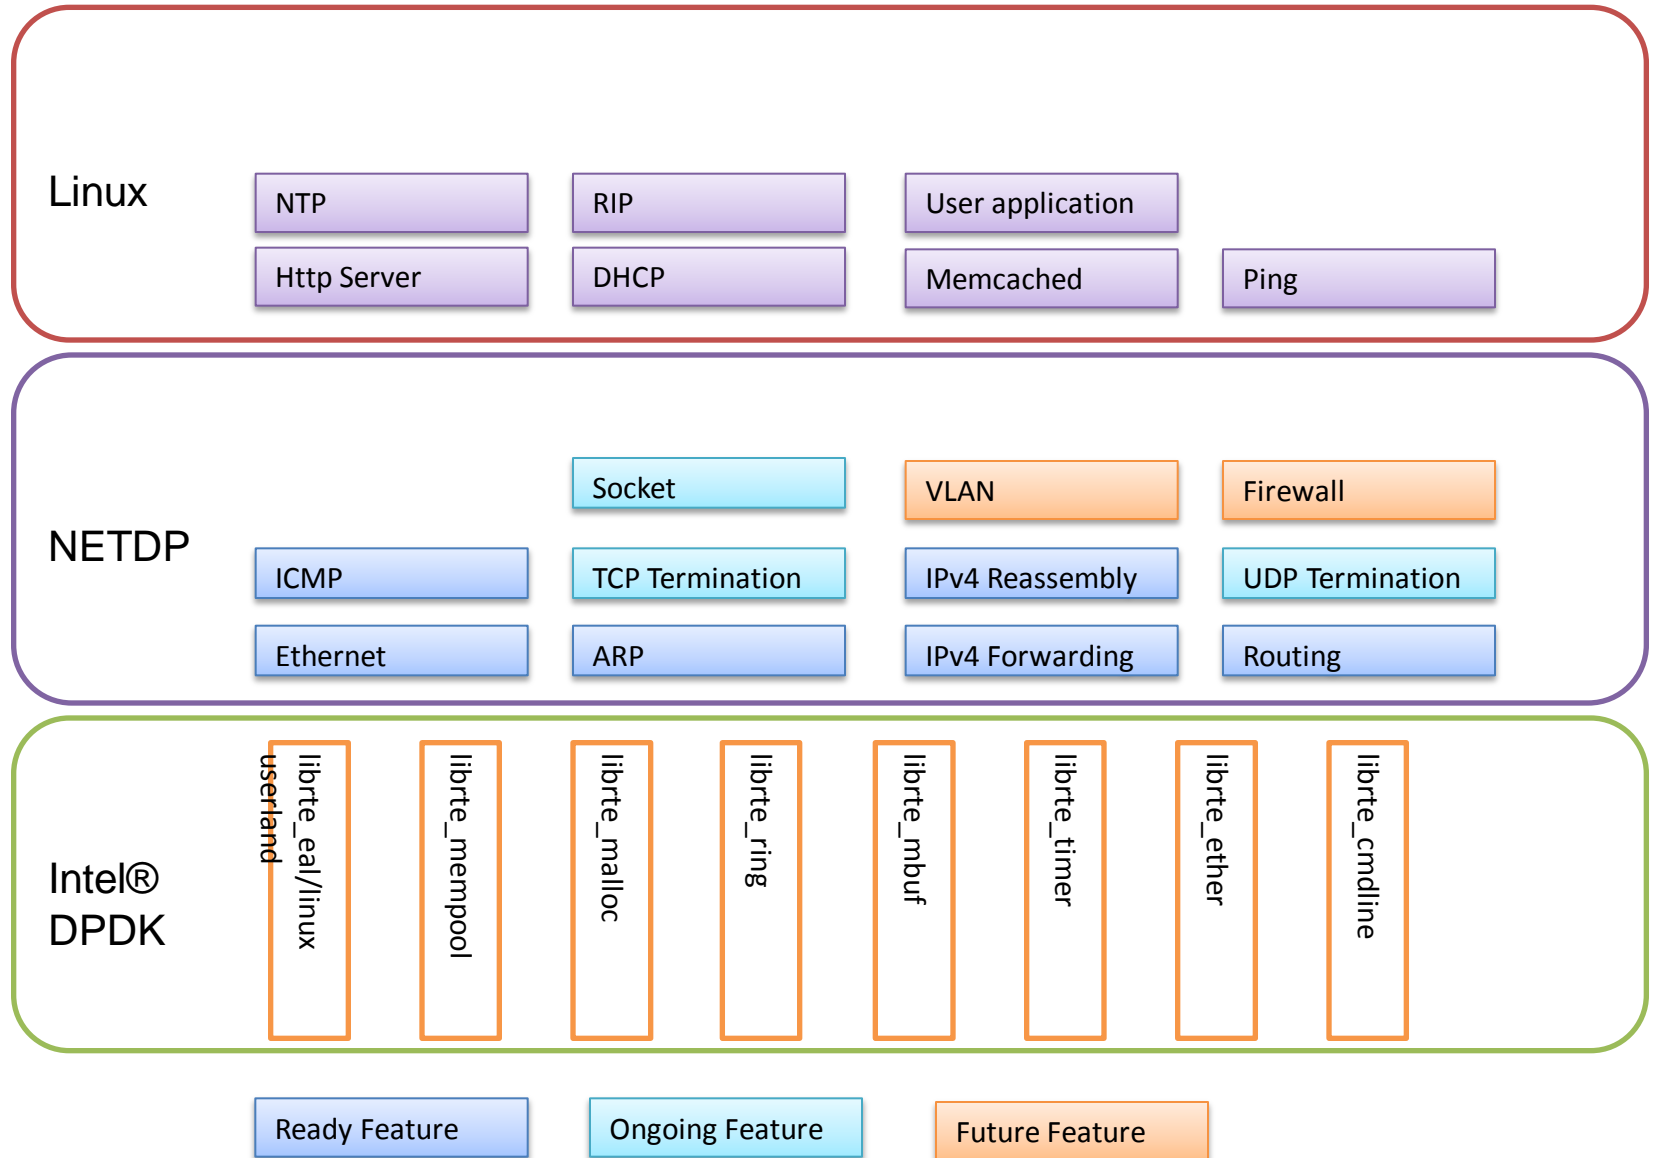 Linux
NTP
RIP
User application
Http Server
DHCP
Memcached
Ping
NETDP
Socket
VLAN
Firewall
ICMP
TCP Termination
IPv4 Reassembly
UDP Termination
Ethernet
ARP
IPv4 Forwarding
Routing
Intel®
DPDK
librte_eal/linux
userland
librte_mempool
librte_malloc
librte_ring
librte_mbuf
librte_timer
librte_ether
librte_cmdline
Ready Feature
Ongoing Feature
Future Feature